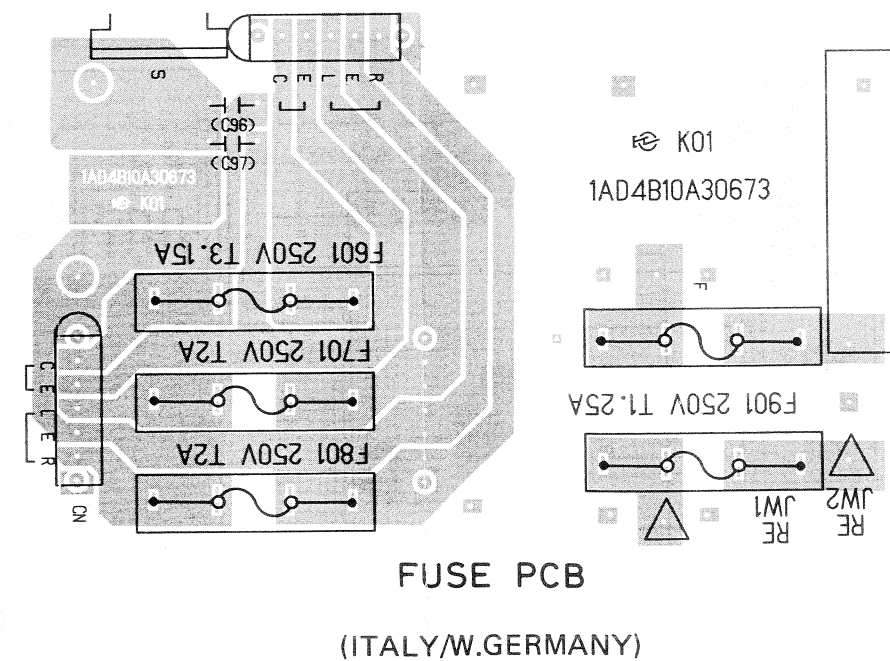 S
C E L E R
(C96)
(C97)
1AD4B10A30673
K01
K01
1AD4B10A30673
F601 250V T3.15A
F
F701 250V T2A
C E L E R
F901 250V T1.25A
F801 250V T2A
CN
RE
JW1
RE
JW2
FUSE PCB
(ITALY/W.GERMANY)